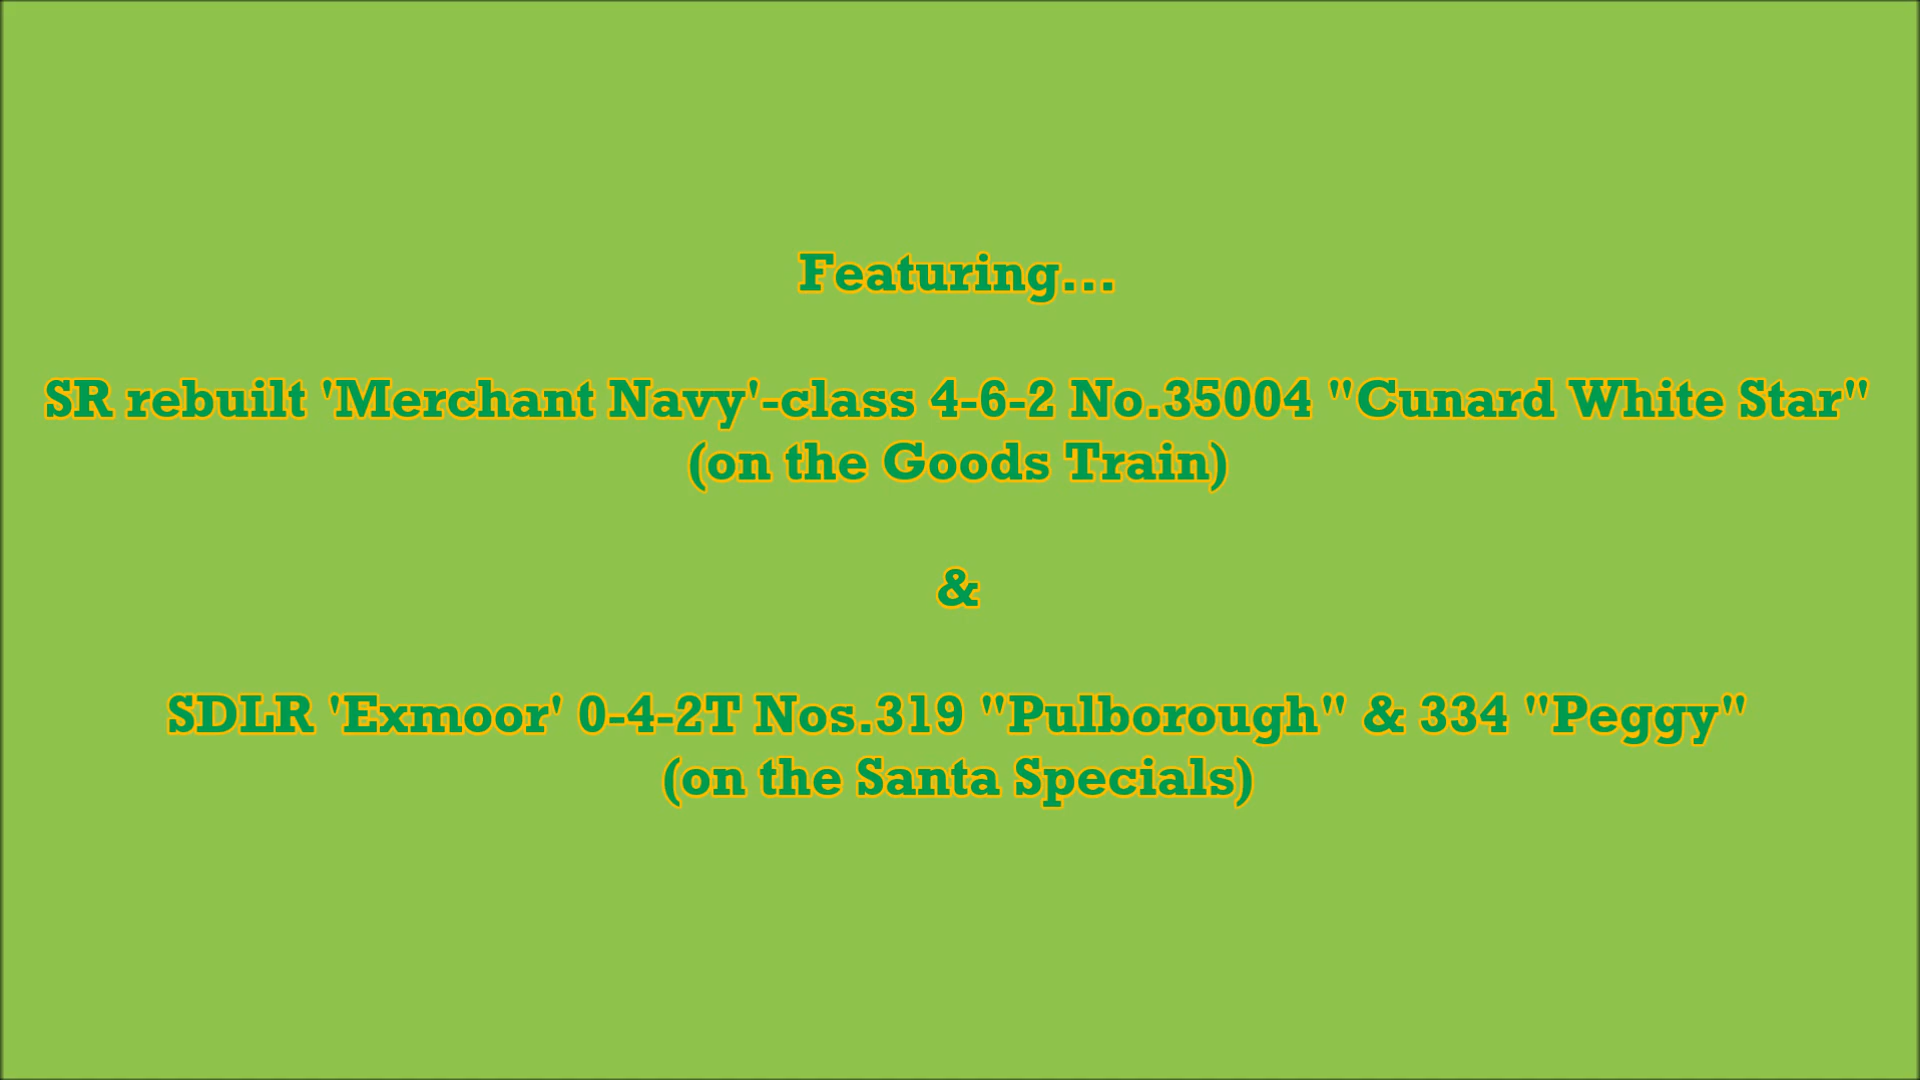 Featuring...
SR rebuilt 'Merchant Navy'-class 4-6-2 No.35004 "Cunard White Star"
(on the Goods Train)
&
SDLR 'Exmoor' 0-4-2T Nos.319 "Pulborough" & 334 "Peggy"
(on the Santa Specials)